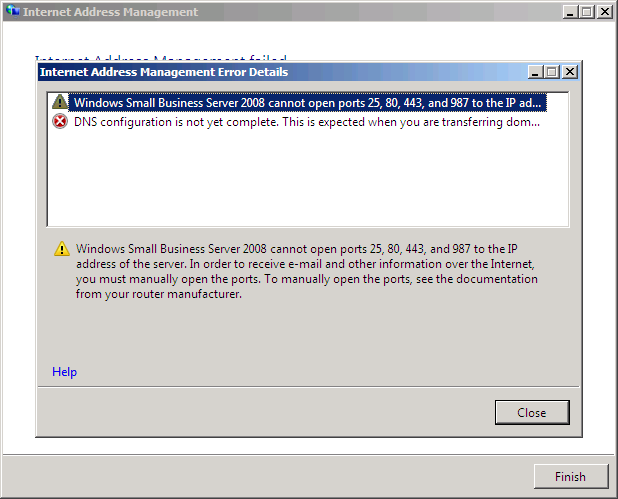 Internet Address Management
Internet Address Management failed
Internet Address Management Error Details
Windows Small Business Server 2008 cannot open ports 25, 80, 443, and 987 to the IP ad...
DNS configuration is not yet complete. This is expected when you are transferring dom...
Windows Small Business Server 2008 cannot open ports 25, 80, 443, and 987 to the IP
address of the server. In order to receive e-mail and other information over the Internet,
you must manually open the ports. To manually open the ports, see the documentation
from your router manufacturer.
Help
Close
Finish